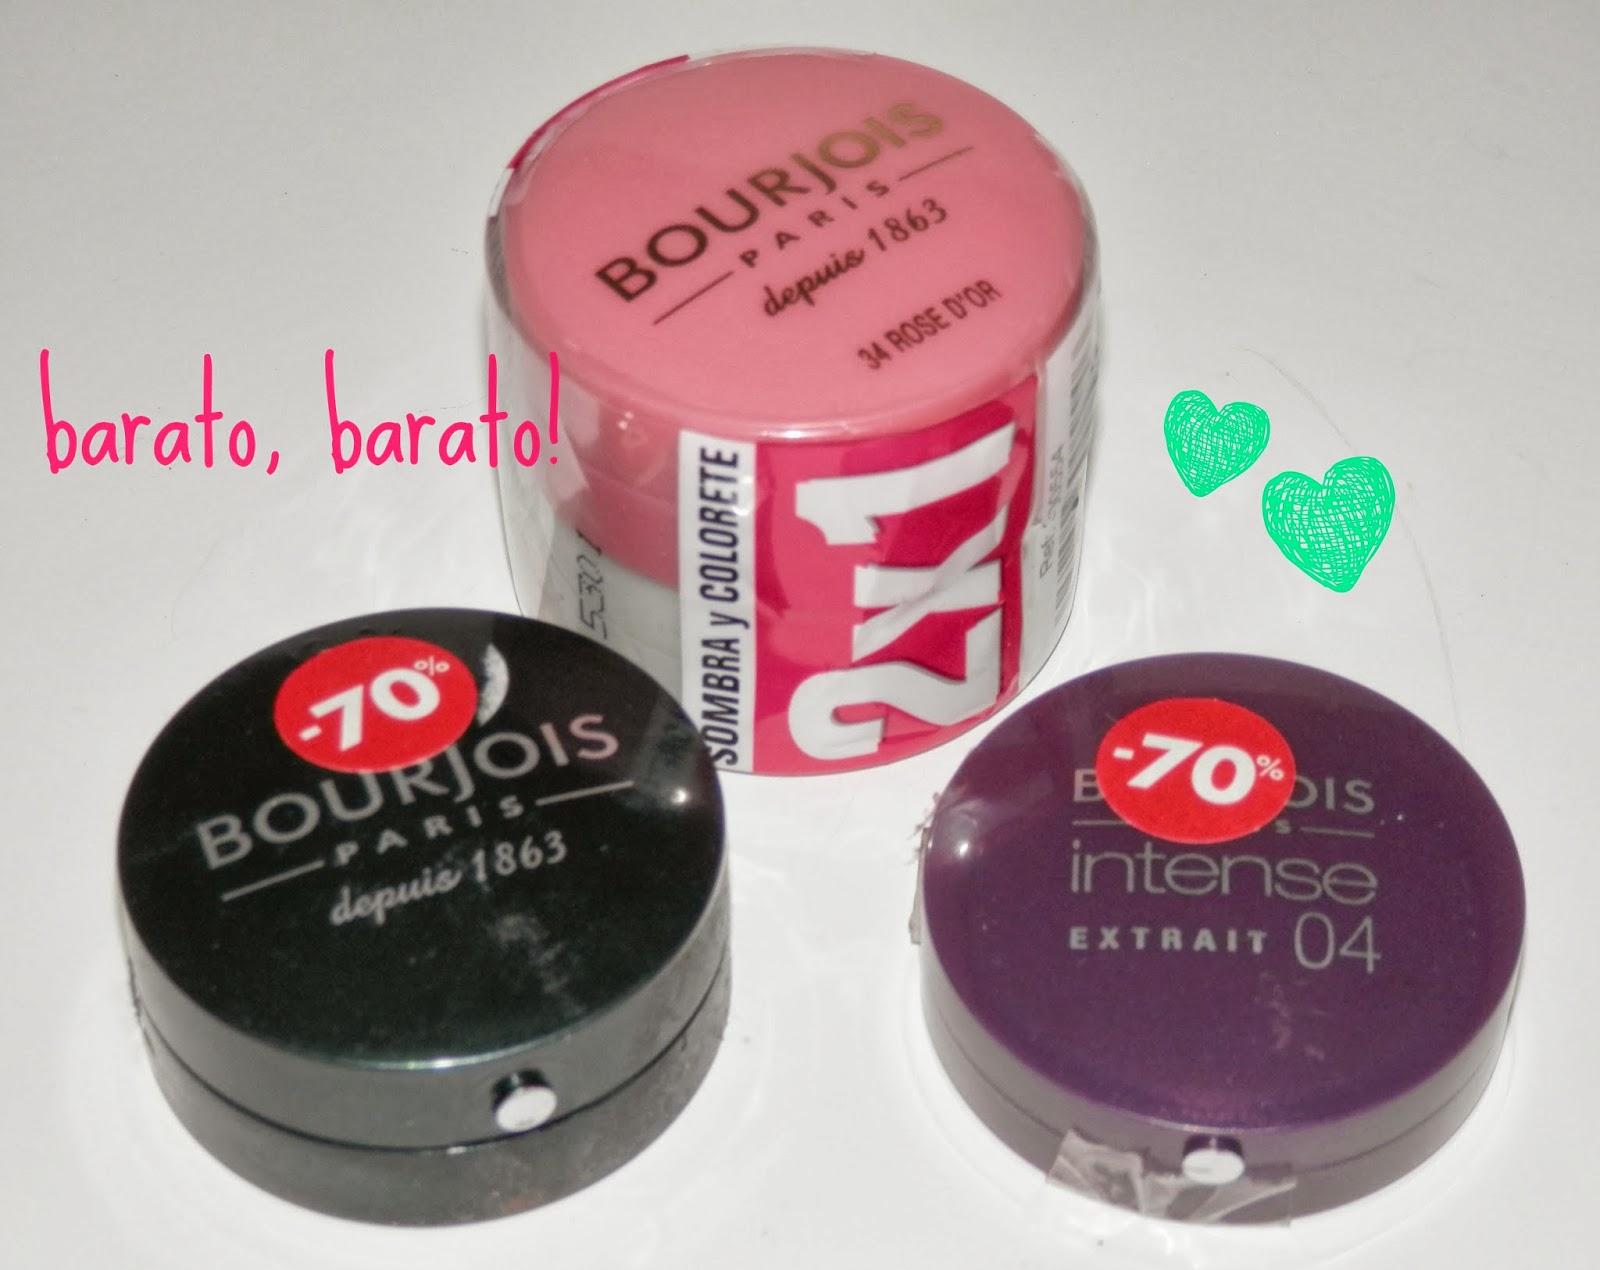 BOURJOIS
PARIS
depuis 1863
34 ROSE D'OR
barato, barato!
SOMBRA y COLORETE
2x1
5301
-70%
BOURJOIS
PARIS
depuis 1863
-70%
intense
EXTRAIT 04